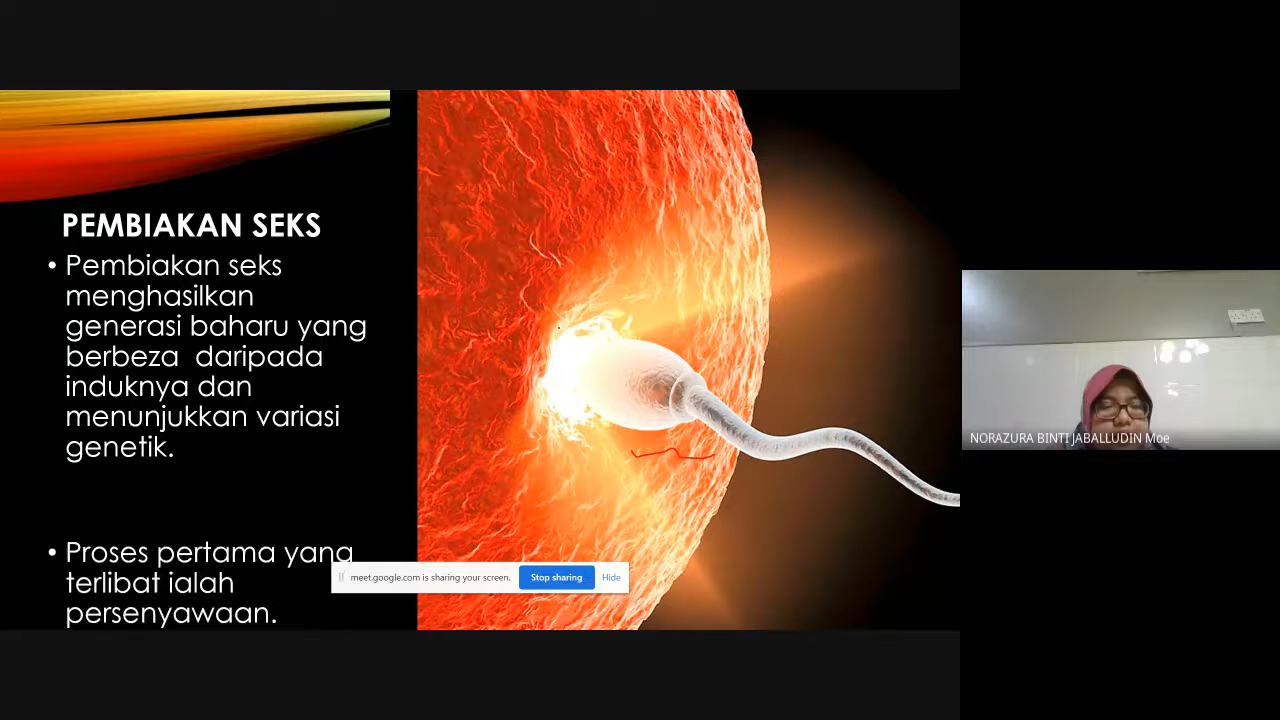 PEMBIAKAN SEKS
• Pembiakan seks
menghasilkan
generasi baharu yang
berbeza daripada
induknya dan
menunjukkan variasi
genetik.
• Proses pertama yang
terlibat ialah
persenyawaan.
meet.google.com is sharing your screen. Stop sharing Hide
NORAZURA BINTI JABALLUDIN Moe